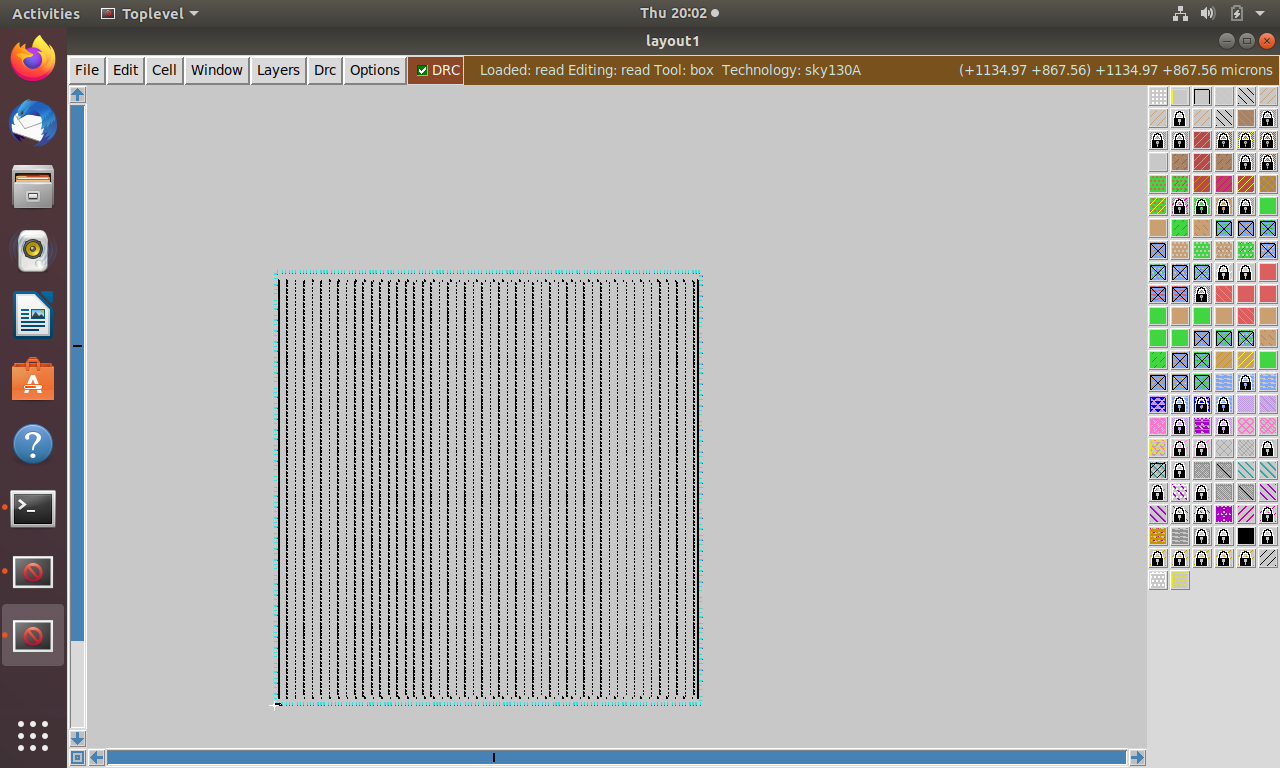 Activities Toplevel Thu 20:02
layout1
File Edit Cell Window Layers Drc Options DRC Loaded: read Editing: read Tool: box Technology: sky130A (+1134.97 +867.56) +1134.97 +867.56 microns